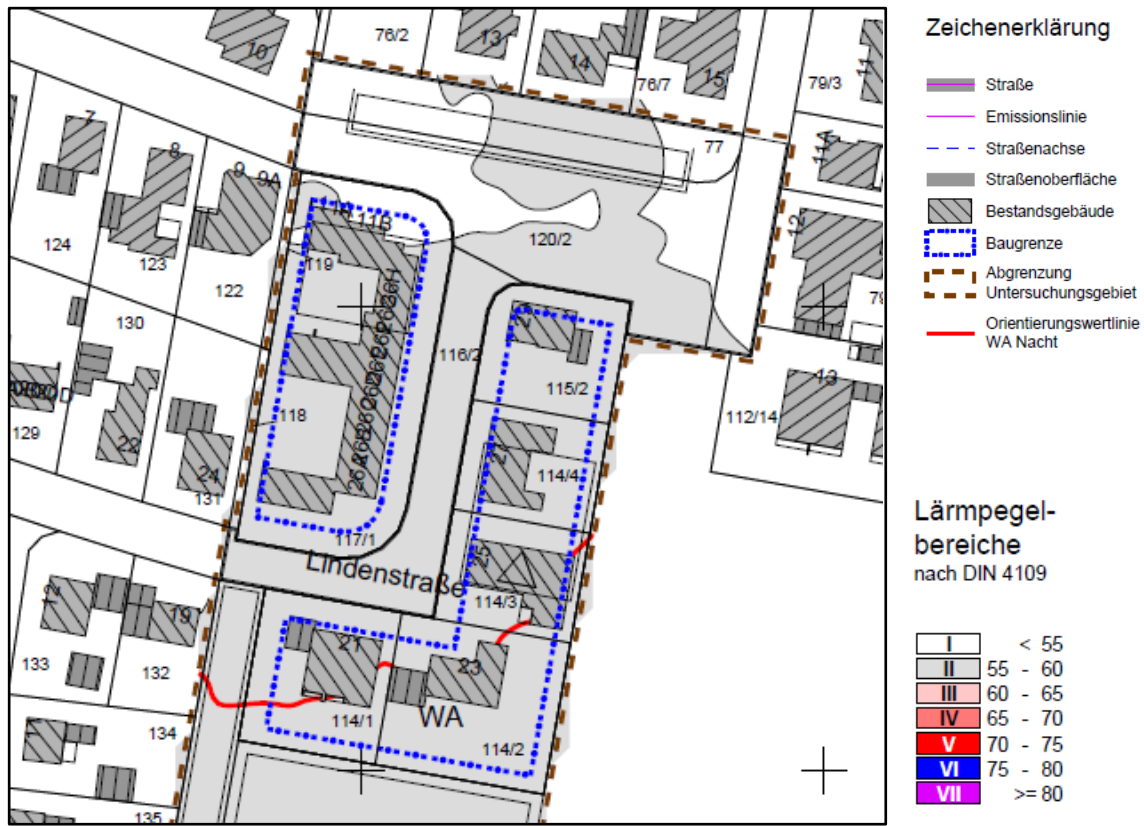 76/2
13
10
14
15
76/7
79/3
11
77
11A
7
8
9 9A
11B
12
124
123
119
120/2
122
130
116/2
115/2
118
13
112/14
27
114/4
129
22
24
131
117/1
25
Lindenstraße
114/3
12
19
21
23
133
132
114/1
WA
134
114/2
135
Zeichenerklärung
Straße
Emissionslinie
Straßenachse
Straßenoberfläche
Bestandsgebäude
Baugrenze
Abgrenzung
Untersuchungsgebiet
Orientierungswertlinie
WA Nacht
Lärmpegel-
bereiche
nach DIN 4109
I < 55
II 55 - 60
III 60 - 65
IV 65 - 70
V 70 - 75
VI 75 - 80
VII >= 80